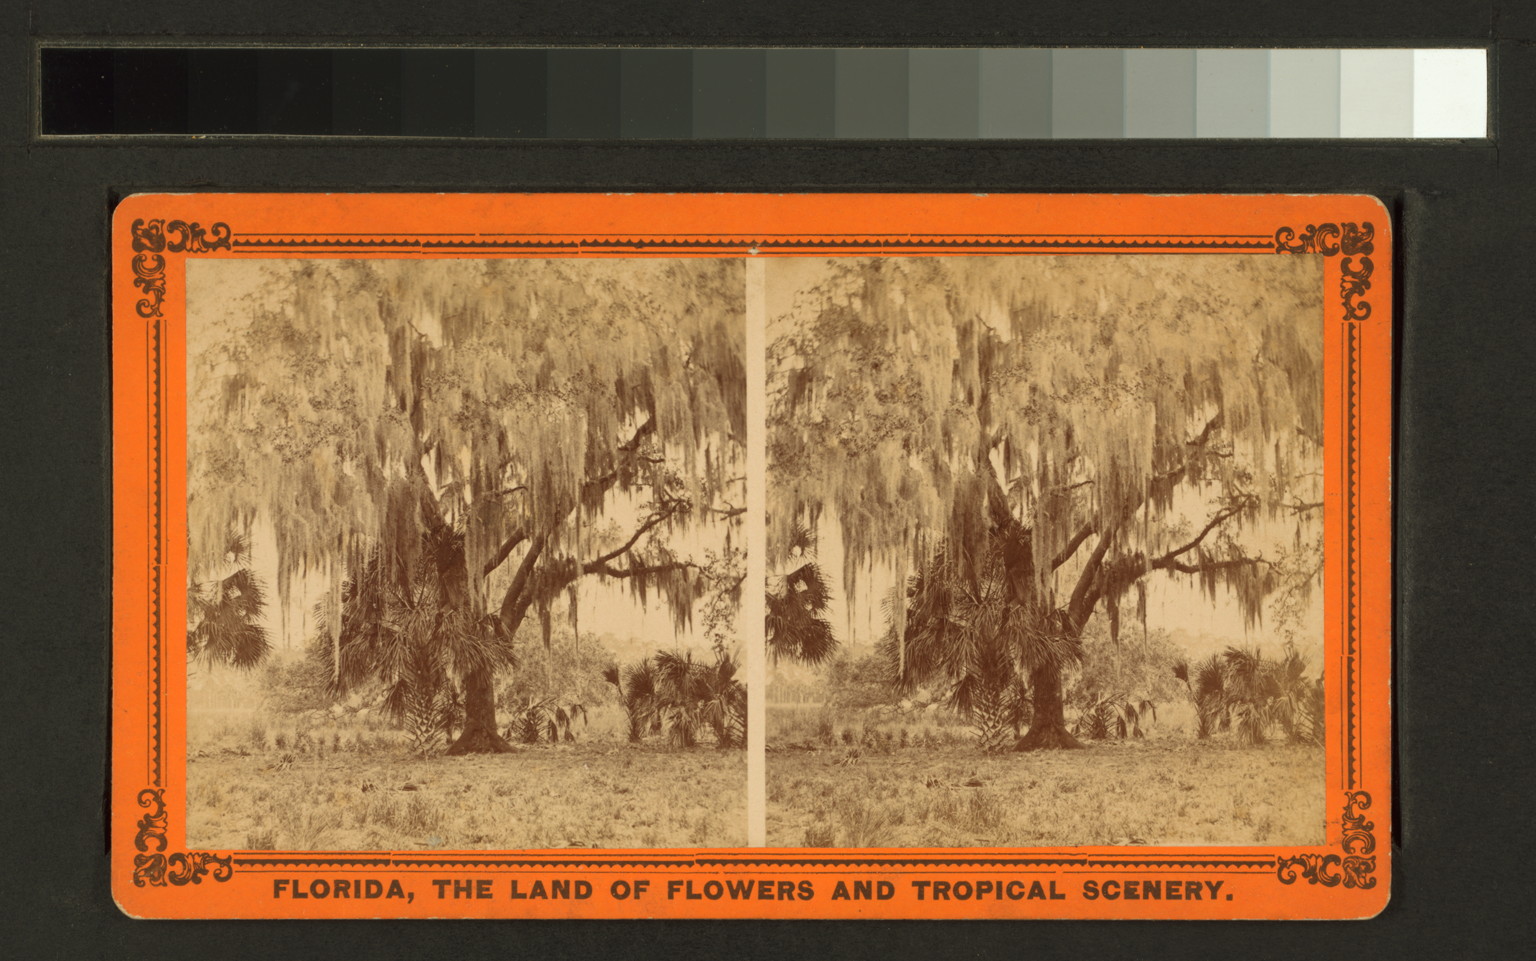 FLORIDA, THE LAND OF FLOWERS AND TROPICAL SCENERY.